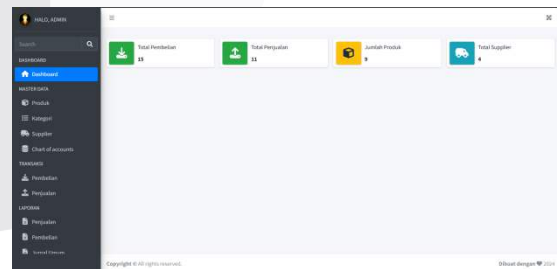 HALO, ADMIN
Search
DASHBOARD
Dashboard
MASTER DATA
Produk
Kategori
Supplier
Chart of accounts
TRANSAKSI
Pembelian
Penjualan
LAPORAN
Penjualan
Pembelian
Jurnal Umum
Total Pembelian
15
Total Penjualan
11
Jumlah Produk
9
Total Supplier
4
Copyright © All rights reserved.
Dibuat dengan 2024